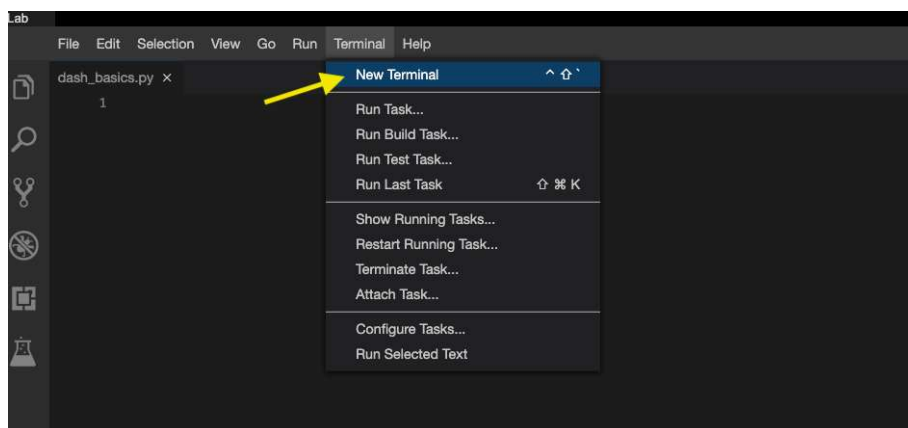 Lab
File Edit Selection View Go Run Terminal Help
dash_basics.py ×
1
New Terminal ^ ⇧ `
Run Task...
Run Build Task...
Run Test Task...
Run Last Task ⇧ ⌘ K
Show Running Tasks...
Restart Running Task...
Terminate Task...
Attach Task...
Configure Tasks...
Run Selected Text